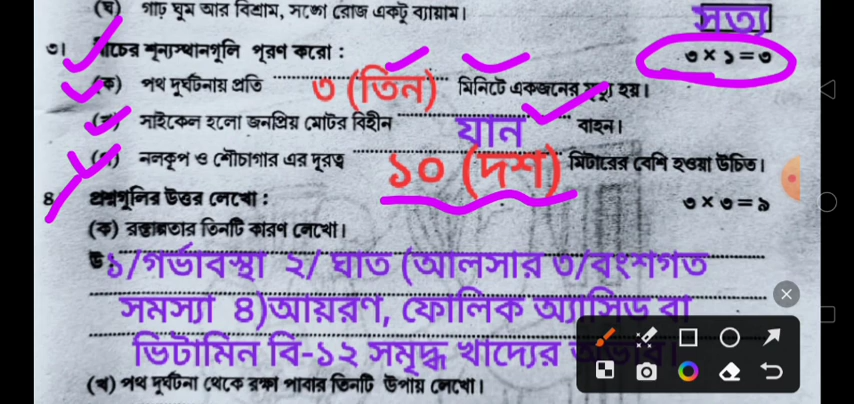 (ঘ) গাঢ় ঘুম আর বিশ্রাম, সঙ্গে রোজ একটু ব্যায়াম। সত্য
৩। নীচের শূন্যস্থানগুলি পূরণ করো : ৩ × ১ = ৩
(ক) পথ দুর্ঘটনায় প্রতি ৩ (তিন) মিনিটে একজনের মৃত্যু হয়।
(খ) সাইকেল হলো জনপ্রিয় মোটর বিহীন যান বাহন।
(গ) নলকূপ ও শৌচাগার এর দূরত্ব ১০ (দশ) মিটারের বেশি হওয়া উচিত।
৪ প্রশ্নগুলির উত্তর লেখো : ৩ × ৩ = ৯
(ক) রক্তাল্পতার তিনটি কারণ লেখো।
উঃ ১/গর্ভাবস্থা ২/ ঘাত (আলসার ৩/বংশগত
সমস্যা ৪)আয়রণ, ফোলিক অ্যাসিড বা
ভিটামিন বি-১২ সমৃদ্ধ খাদ্যের অভাব।
(খ) পথ দুর্ঘটনা থেকে রক্ষা পাবার তিনটি উপায় লেখো।